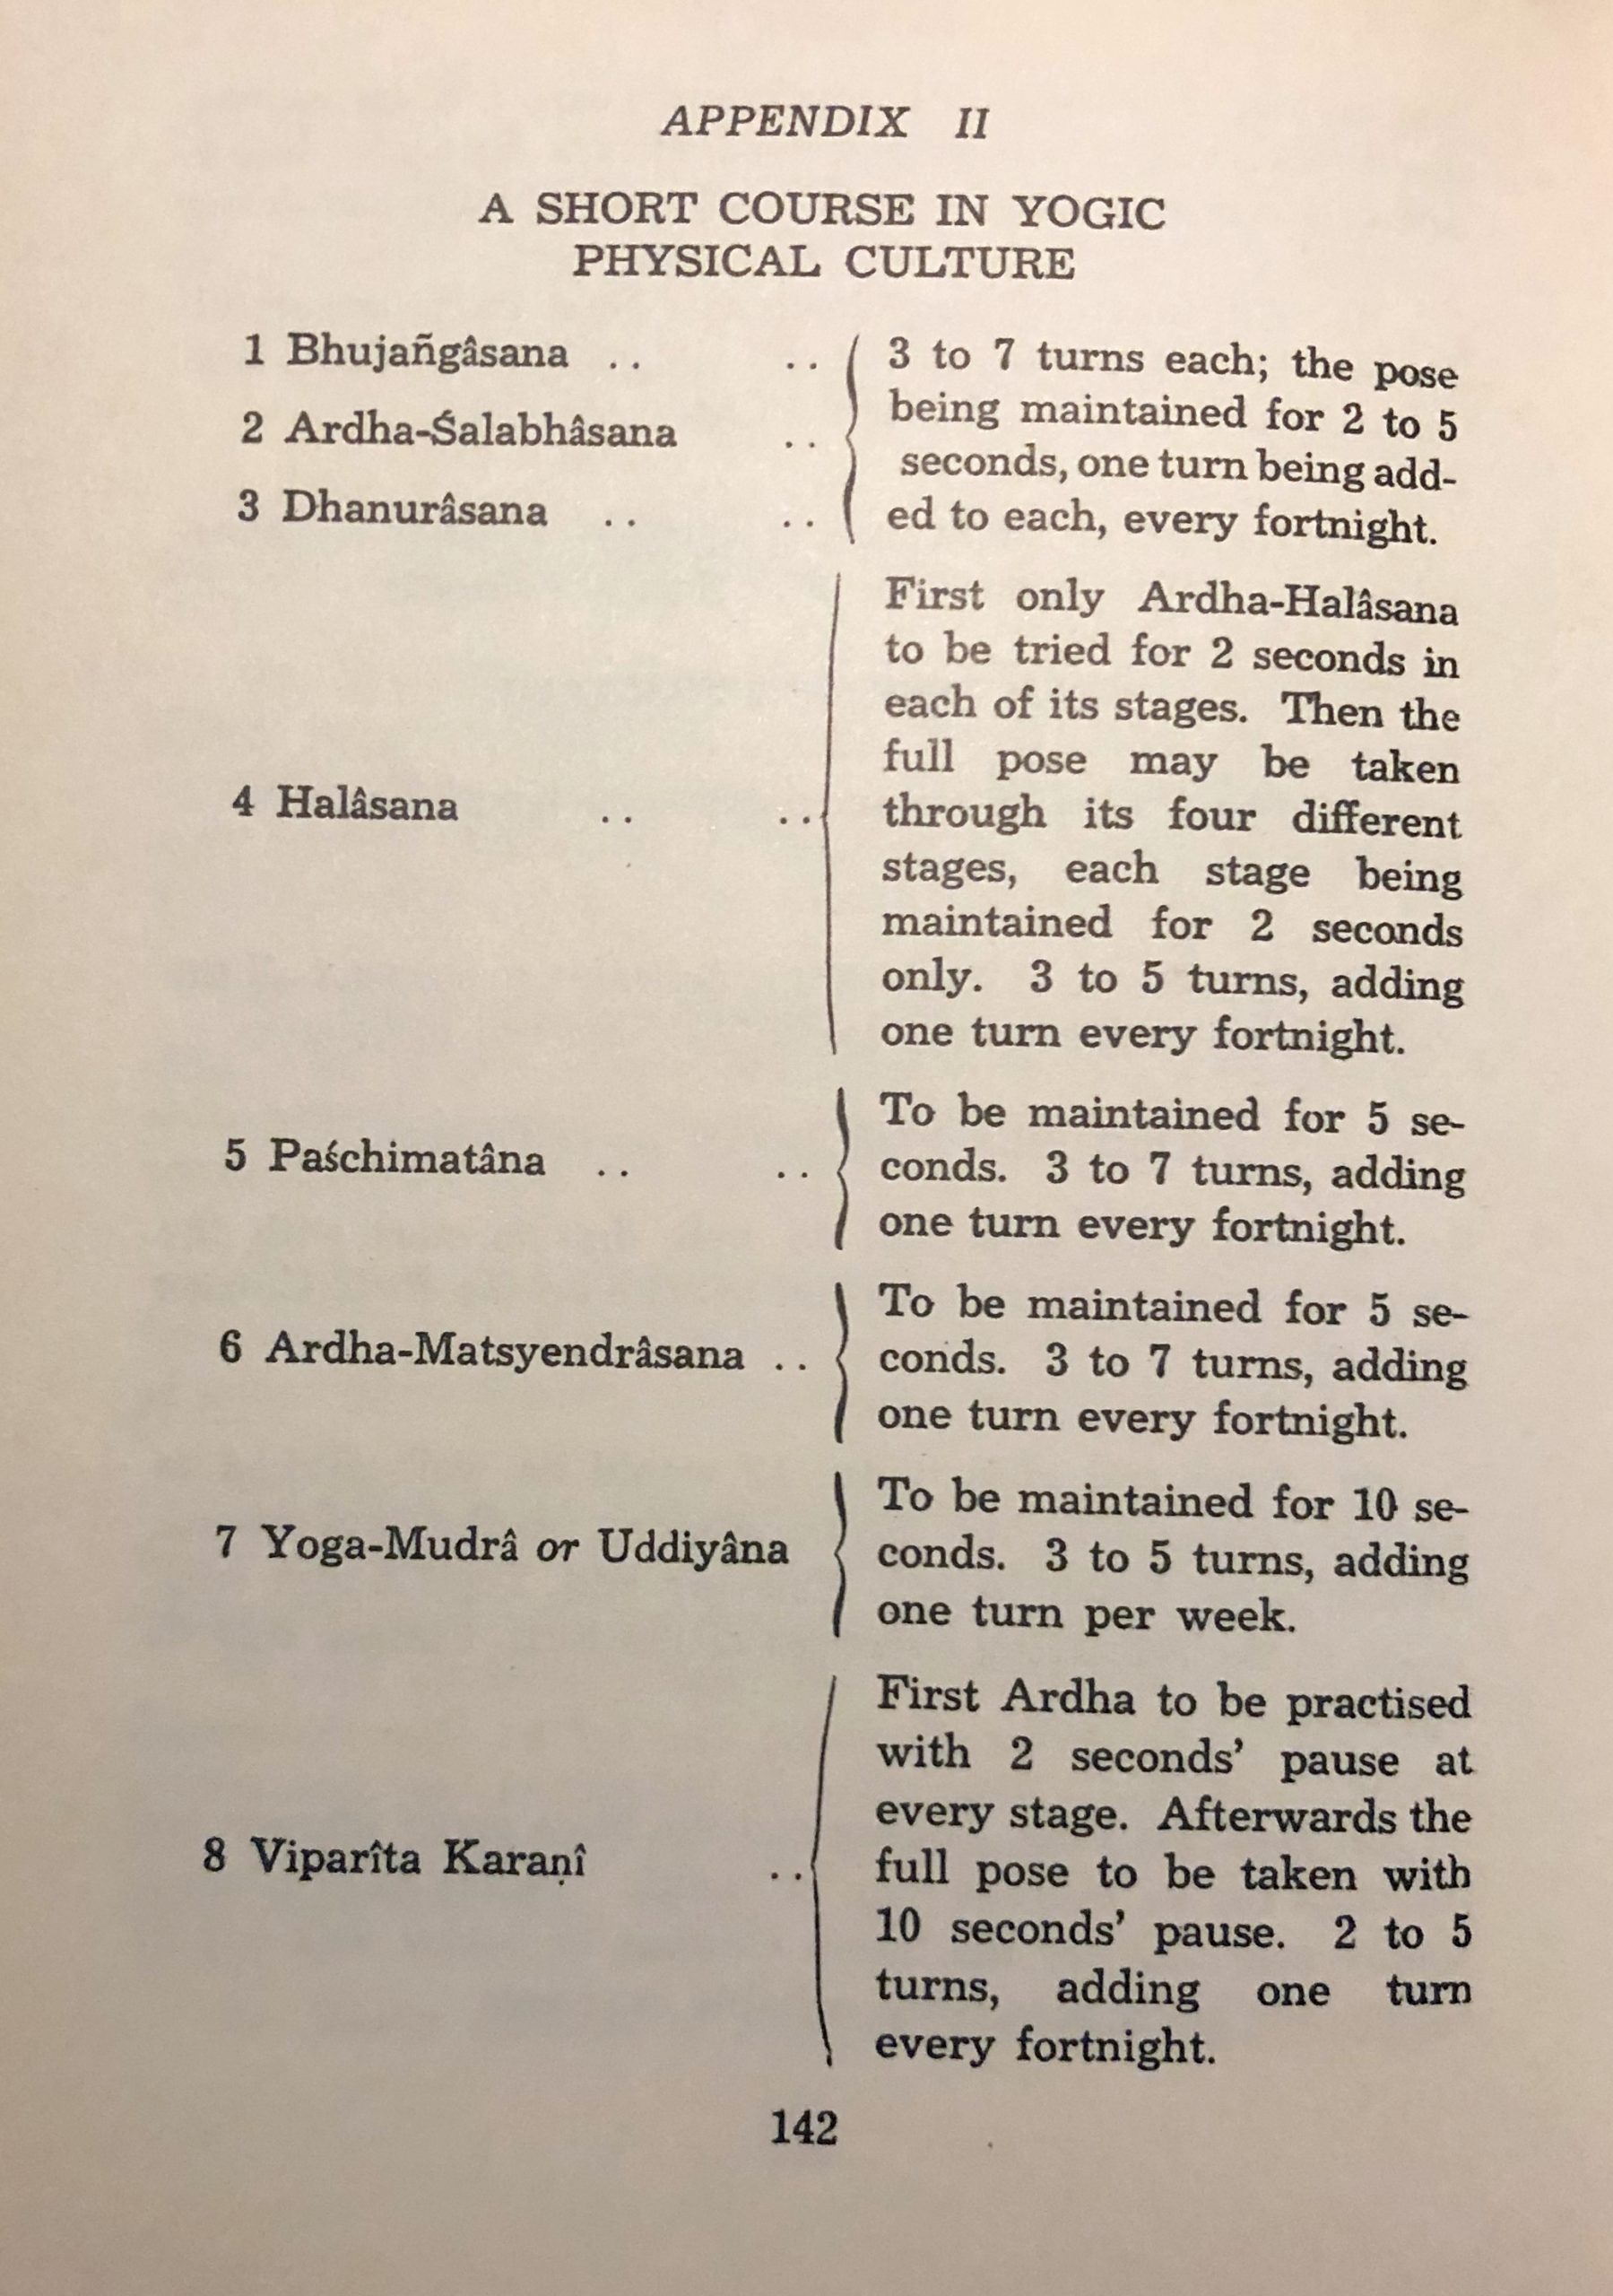 APPENDIX II
A SHORT COURSE IN YOGIC
PHYSICAL CULTURE
1 Bhujañgâsana .. ..
2 Ardha-Śalabhâsana ..
3 Dhanurâsana .. ..
3 to 7 turns each; the pose
being maintained for 2 to 5
seconds, one turn being add-
ed to each, every fortnight.
4 Halâsana .. ..
First only Ardha-Halâsana
to be tried for 2 seconds in
each of its stages. Then the
full pose may be taken
through its four different
stages, each stage being
maintained for 2 seconds
only. 3 to 5 turns, adding
one turn every fortnight.
5 Paśchimatâna .. ..
To be maintained for 5 se-
conds. 3 to 7 turns, adding
one turn every fortnight.
6 Ardha-Matsyendrâsana ..
To be maintained for 5 se-
conds. 3 to 7 turns, adding
one turn every fortnight.
7 Yoga-Mudrâ or Uddiyâna
To be maintained for 10 se-
conds. 3 to 5 turns, adding
one turn per week.
8 Viparîta Karaṇî ..
First Ardha to be practised
with 2 seconds’ pause at
every stage. Afterwards the
full pose to be taken with
10 seconds’ pause. 2 to 5
turns, adding one turn
every fortnight.
142